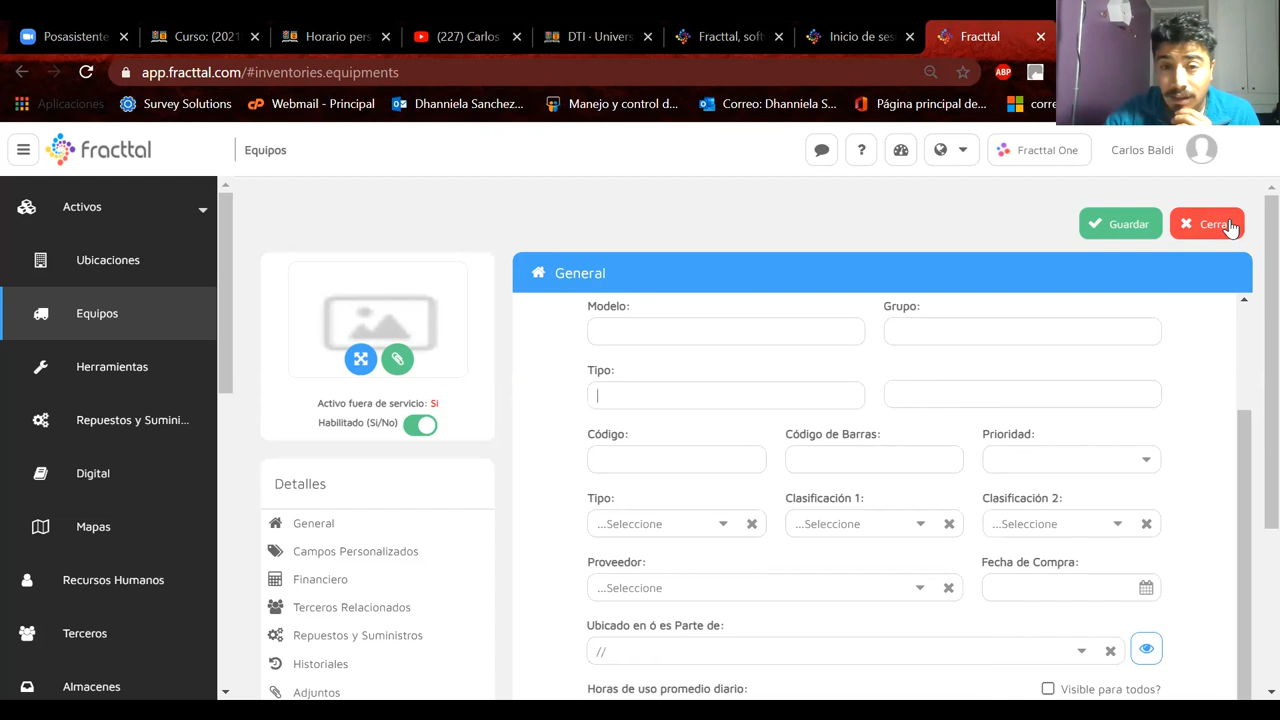 Posasistente
Curso: (2021
Horario pers
(227) Carlos
DTI · Univers
Fracttal, soft
Inicio de ses
Fracttal
app.fracttal.com/#inventories.equipments
ABP
Aplicaciones
Survey Solutions
Webmail - Principal
Dhanniela Sanchez...
Manejo y control d...
Correo: Dhanniela S...
Página principal de...
corre
fracttal
Equipos
?
Fracttal One
Carlos Baldi
Activos
Ubicaciones
Equipos
Herramientas
Repuestos y Sumini...
Digital
Mapas
Recursos Humanos
Terceros
Almacenes
Guardar
Cerra
Activo fuera de servicio: Si
Habilitado (Si/No)
Detalles
General
Campos Personalizados
Financiero
Terceros Relacionados
Repuestos y Suministros
Historiales
Adjuntos
General
Modelo:
Grupo:
Tipo:
Código:
Código de Barras:
Prioridad:
Tipo:
Clasificación 1:
Clasificación 2:
...Seleccione
...Seleccione
...Seleccione
Proveedor:
Fecha de Compra:
...Seleccione
Ubicado en ó es Parte de:
//
Horas de uso promedio diario:
Visible para todos?